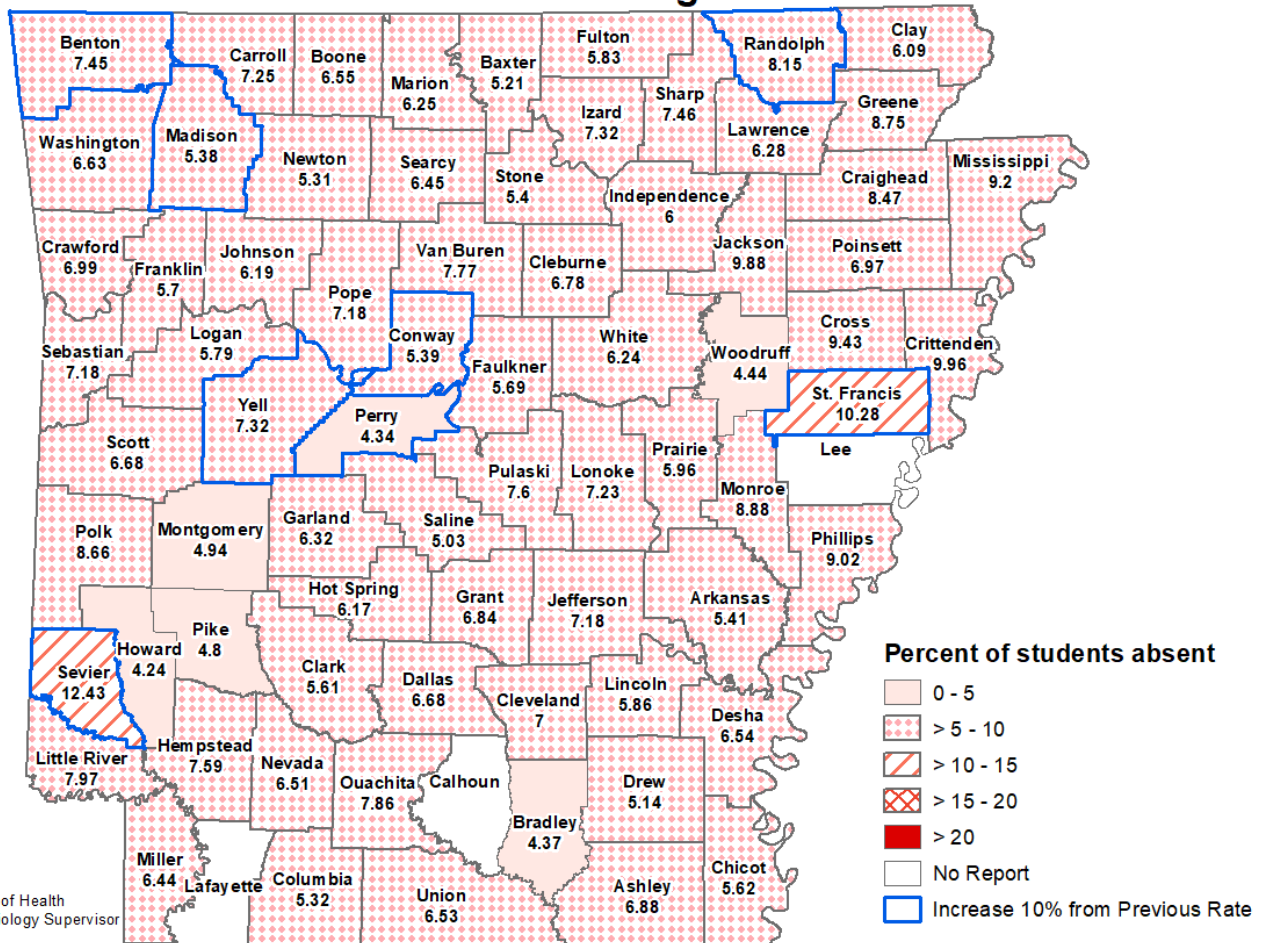 Benton
7.45
Carroll
7.25
Boone
6.55
Marion
6.25
Baxter
5.21
Fulton
5.83
Randolph
8.15
Clay
6.09
Izard
7.32
Sharp
7.46
Greene
8.75
Lawrence
6.28
Washington
6.63
Madison
5.38
Newton
5.31
Searcy
6.45
Stone
5.4
Independence
6
Craighead
8.47
Mississippi
9.2
Crawford
6.99
Franklin
5.7
Johnson
6.19
Pope
7.18
Van Buren
7.77
Cleburne
6.78
Jackson
9.88
Poinsett
6.97
Sebastian
7.18
Logan
5.79
Conway
5.39
Faulkner
5.69
White
6.24
Woodruff
4.44
Cross
9.43
Crittenden
9.96
St. Francis
10.28
Yell
7.32
Perry
4.34
Lee
Scott
6.68
Pulaski
7.6
Lonoke
7.23
Prairie
5.96
Monroe
8.88
Polk
8.66
Montgomery
4.94
Garland
6.32
Saline
5.03
Phillips
9.02
Hot Spring
6.17
Grant
6.84
Jefferson
7.18
Arkansas
5.41
Sevier
12.43
Howard
4.24
Pike
4.8
Clark
5.61
Dallas
6.68
Cleveland
7
Lincoln
5.86
Desha
6.54
Little River
7.97
Hempstead
7.59
Nevada
6.51
Ouachita
7.86
Calhoun
Bradley
4.37
Drew
5.14
Miller
6.44
Lafayette
Columbia
5.32
Union
6.53
Ashley
6.88
Chicot
5.62
Percent of students absent
0 - 5
> 5 - 10
> 10 - 15
> 15 - 20
> 20
No Report
Increase 10% from Previous Rate
of Health
ology Supervisor